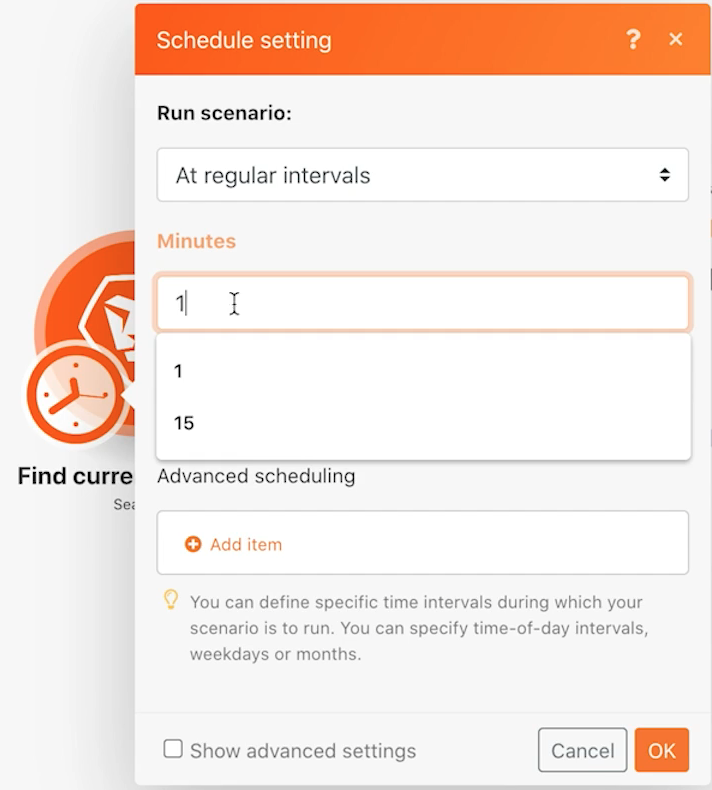 Schedule setting
?
Run scenario:
At regular intervals
Minutes
1
1
15
Find curre
Sea
Advanced scheduling
Add item
You can define specific time intervals during which your
scenario is to run. You can specify time-of-day intervals,
weekdays or months.
Show advanced settings
Cancel
OK